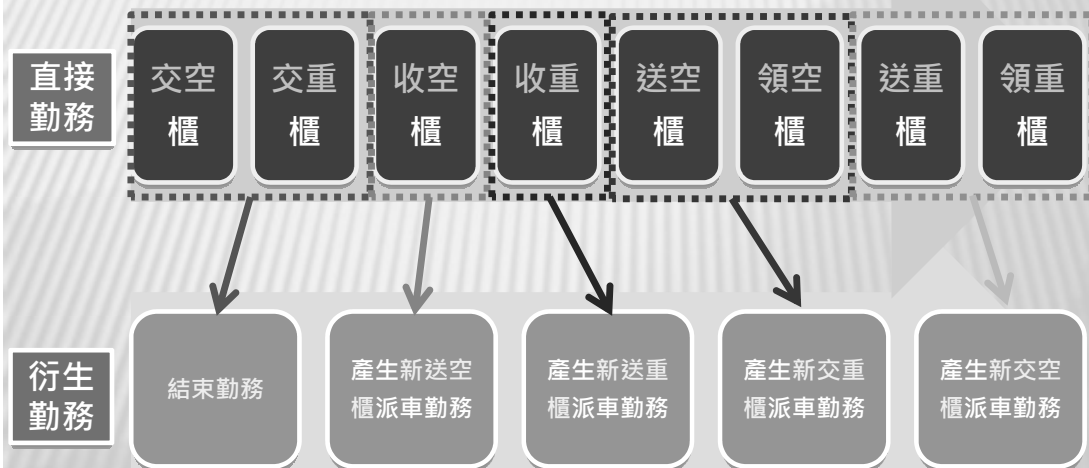 直接
勤務
交空
櫃
交重
櫃
收空
櫃
收重
櫃
送空
櫃
領空
櫃
送重
櫃
領重
櫃
衍生
勤務
結束勤務
產生新送空
櫃派車勤務
產生新送重
櫃派車勤務
產生新交重
櫃派車勤務
產生新交空
櫃派車勤務